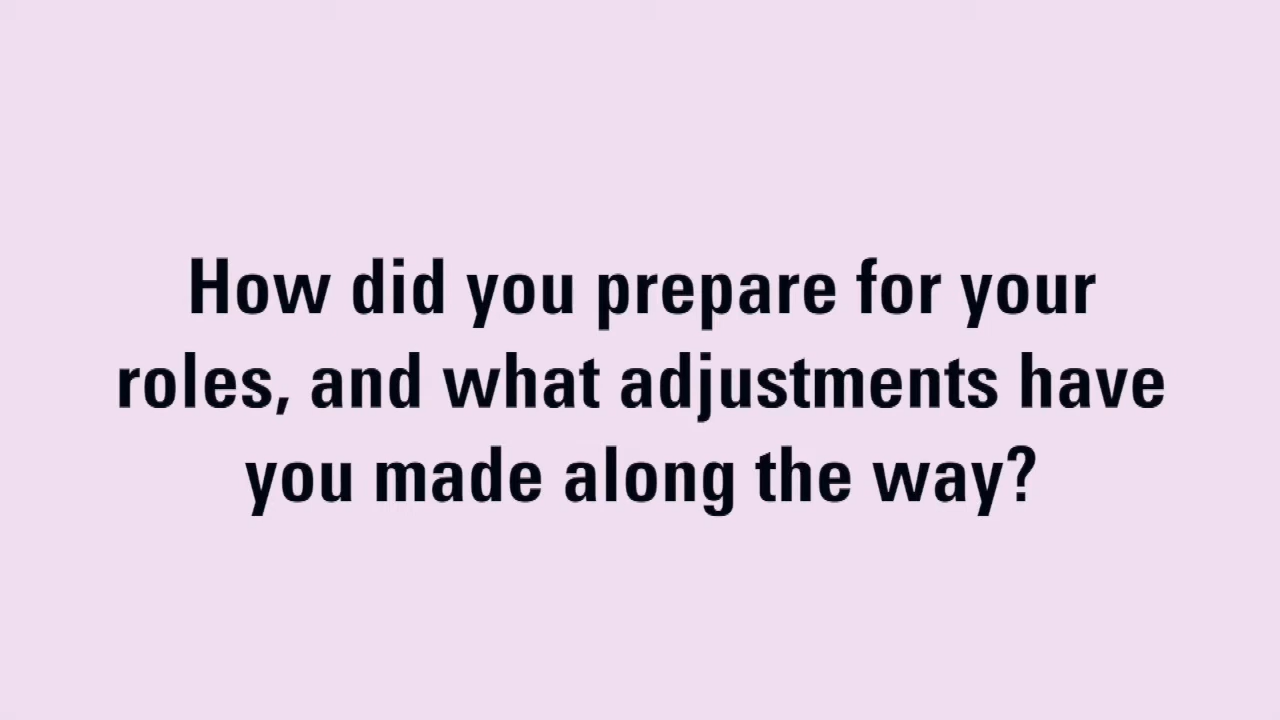 How did you prepare for your
roles, and what adjustments have
you made along the way?